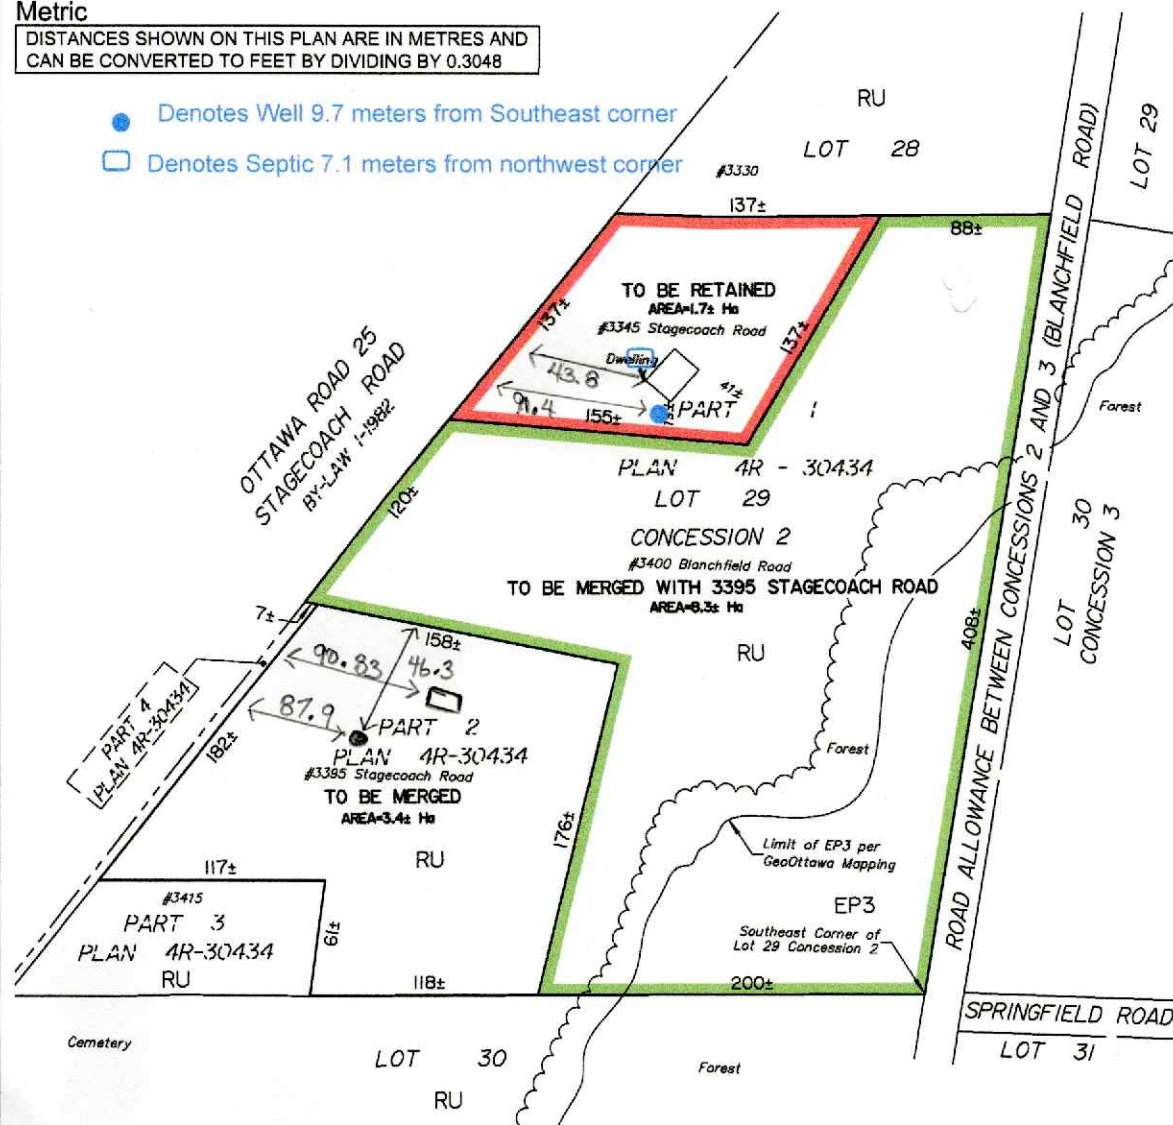 Metric
DISTANCES SHOWN ON THIS PLAN ARE IN METRES AND
CAN BE CONVERTED TO FEET BY DIVIDING BY 0.3048
Denotes Well 9.7 meters from Southeast corner
Denotes Septic 7.1 meters from northwest corner
RU
LOT 28
#3330
137±
88±
LOT 29
TO BE RETAINED
AREA=1.7± Ha
#3345 Stagecoach Road
137±
137±
Dwelling
43.8
91.4
155±
41±
PART 1
PLAN 4R - 30434
LOT 29
CONCESSION 2
#3400 Blanchfield Road
TO BE MERGED WITH 3395 STAGECOACH ROAD
AREA=8.3± Ha
RU
OTTAWA ROAD 25
STAGECOACH ROAD
BY-LAW 1-1982
120±
7±
158±
90.83
46.3
87.9
PART 2
PLAN 4R-30434
#3395 Stagecoach Road
TO BE MERGED
AREA=3.4± Ha
RU
PART 4
PLAN 4R-30434
182±
176±
117±
#3415
PART 3
PLAN 4R-30434
RU
61±
118±
200±
408±
Forest
Forest
Limit of EP3 per
GeoOttawa Mapping
EP3
Southeast Corner of
Lot 29 Concession 2
ROAD ALLOWANCE BETWEEN CONCESSIONS 2 AND 3 (BLANCHFIELD ROAD)
LOT 30
CONCESSION 3
SPRINGFIELD ROAD
LOT 31
Cemetery
LOT 30
RU
Forest